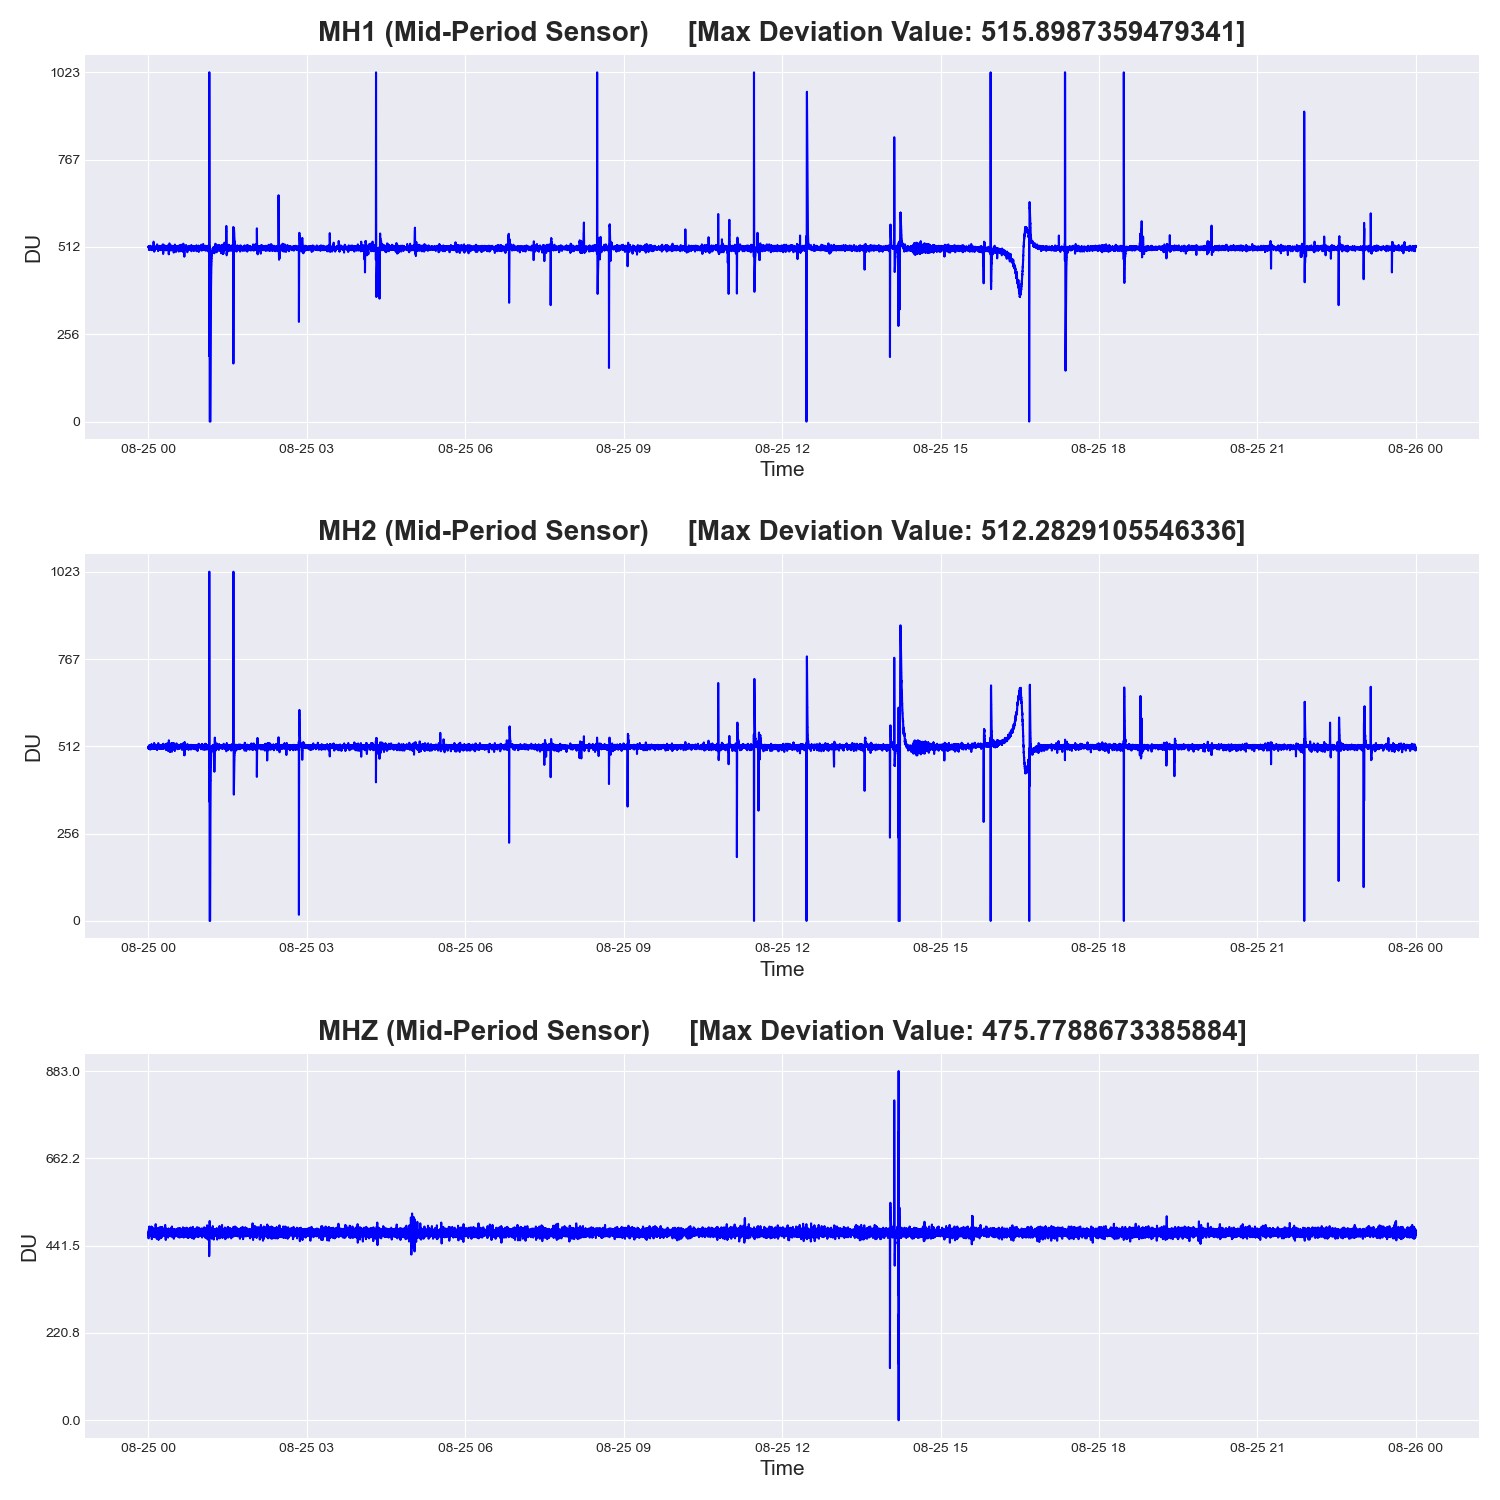 MH1 (Mid-Period Sensor) [Max Deviation Value: 515.8987359479341]
1023
767
512
256
0
DU
08-25 00 08-25 03 08-25 06 08-25 09 08-25 12 08-25 15 08-25 18 08-25 21 08-26 00
Time
MH2 (Mid-Period Sensor) [Max Deviation Value: 512.2829105546336]
1023
767
512
256
0
DU
08-25 00 08-25 03 08-25 06 08-25 09 08-25 12 08-25 15 08-25 18 08-25 21 08-26 00
Time
MHZ (Mid-Period Sensor) [Max Deviation Value: 475.7788673385884]
883.0
662.2
441.5
220.8
0.0
DU
08-25 00 08-25 03 08-25 06 08-25 09 08-25 12 08-25 15 08-25 18 08-25 21 08-26 00
Time